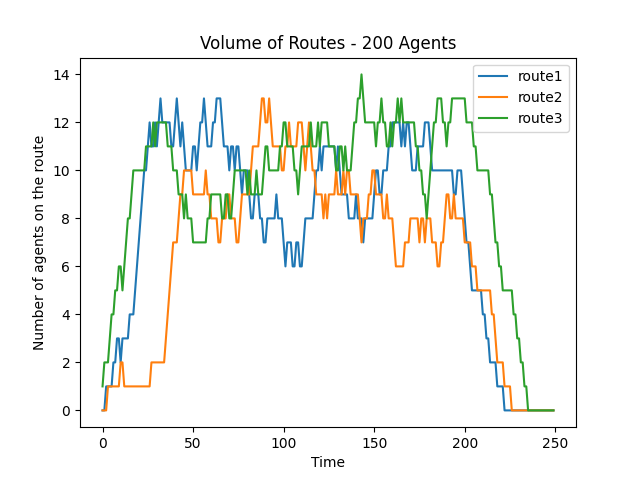 Volume of Routes - 200 Agents
route1
route2
route3
Number of agents on the route
14
12
10
8
6
4
2
0
0 50 100 150 200 250
Time